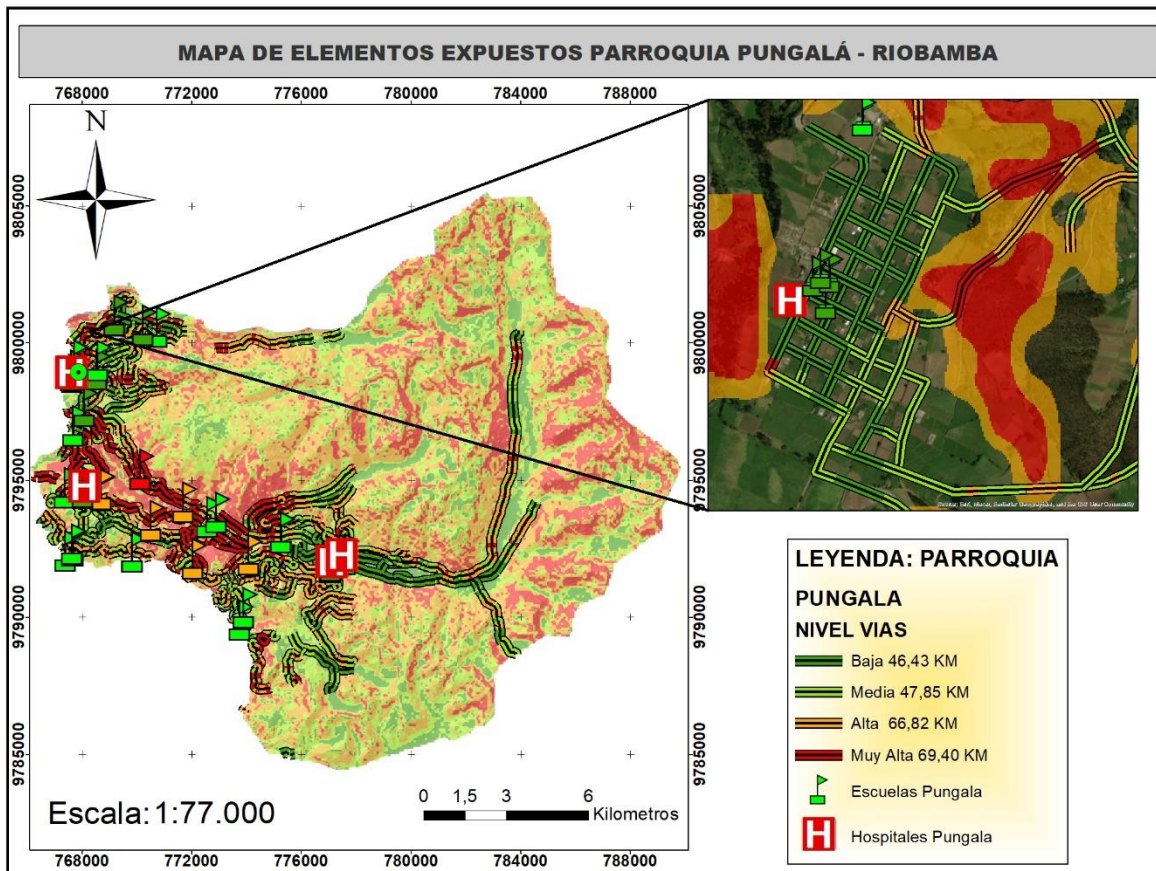 MAPA DE ELEMENTOS EXPUESTOS PARROQUIA PUNGALÁ - RIOBAMBA
768000 772000 776000 780000 784000 788000
N
9805000
9800000
9795000
9790000
9785000
9805000
9800000
9795000
9790000
9785000
H
H
H
H
Escala:1:77.000
0 1,5 3 6
Kilometros
768000 772000 776000 780000 784000 788000
LEYENDA: PARROQUIA
PUNGALA
NIVEL VIAS
Baja 46,43 KM
Media 47,85 KM
Alta 66,82 KM
Muy Alta 69,40 KM
Escuelas Pungala
H Hospitales Pungala